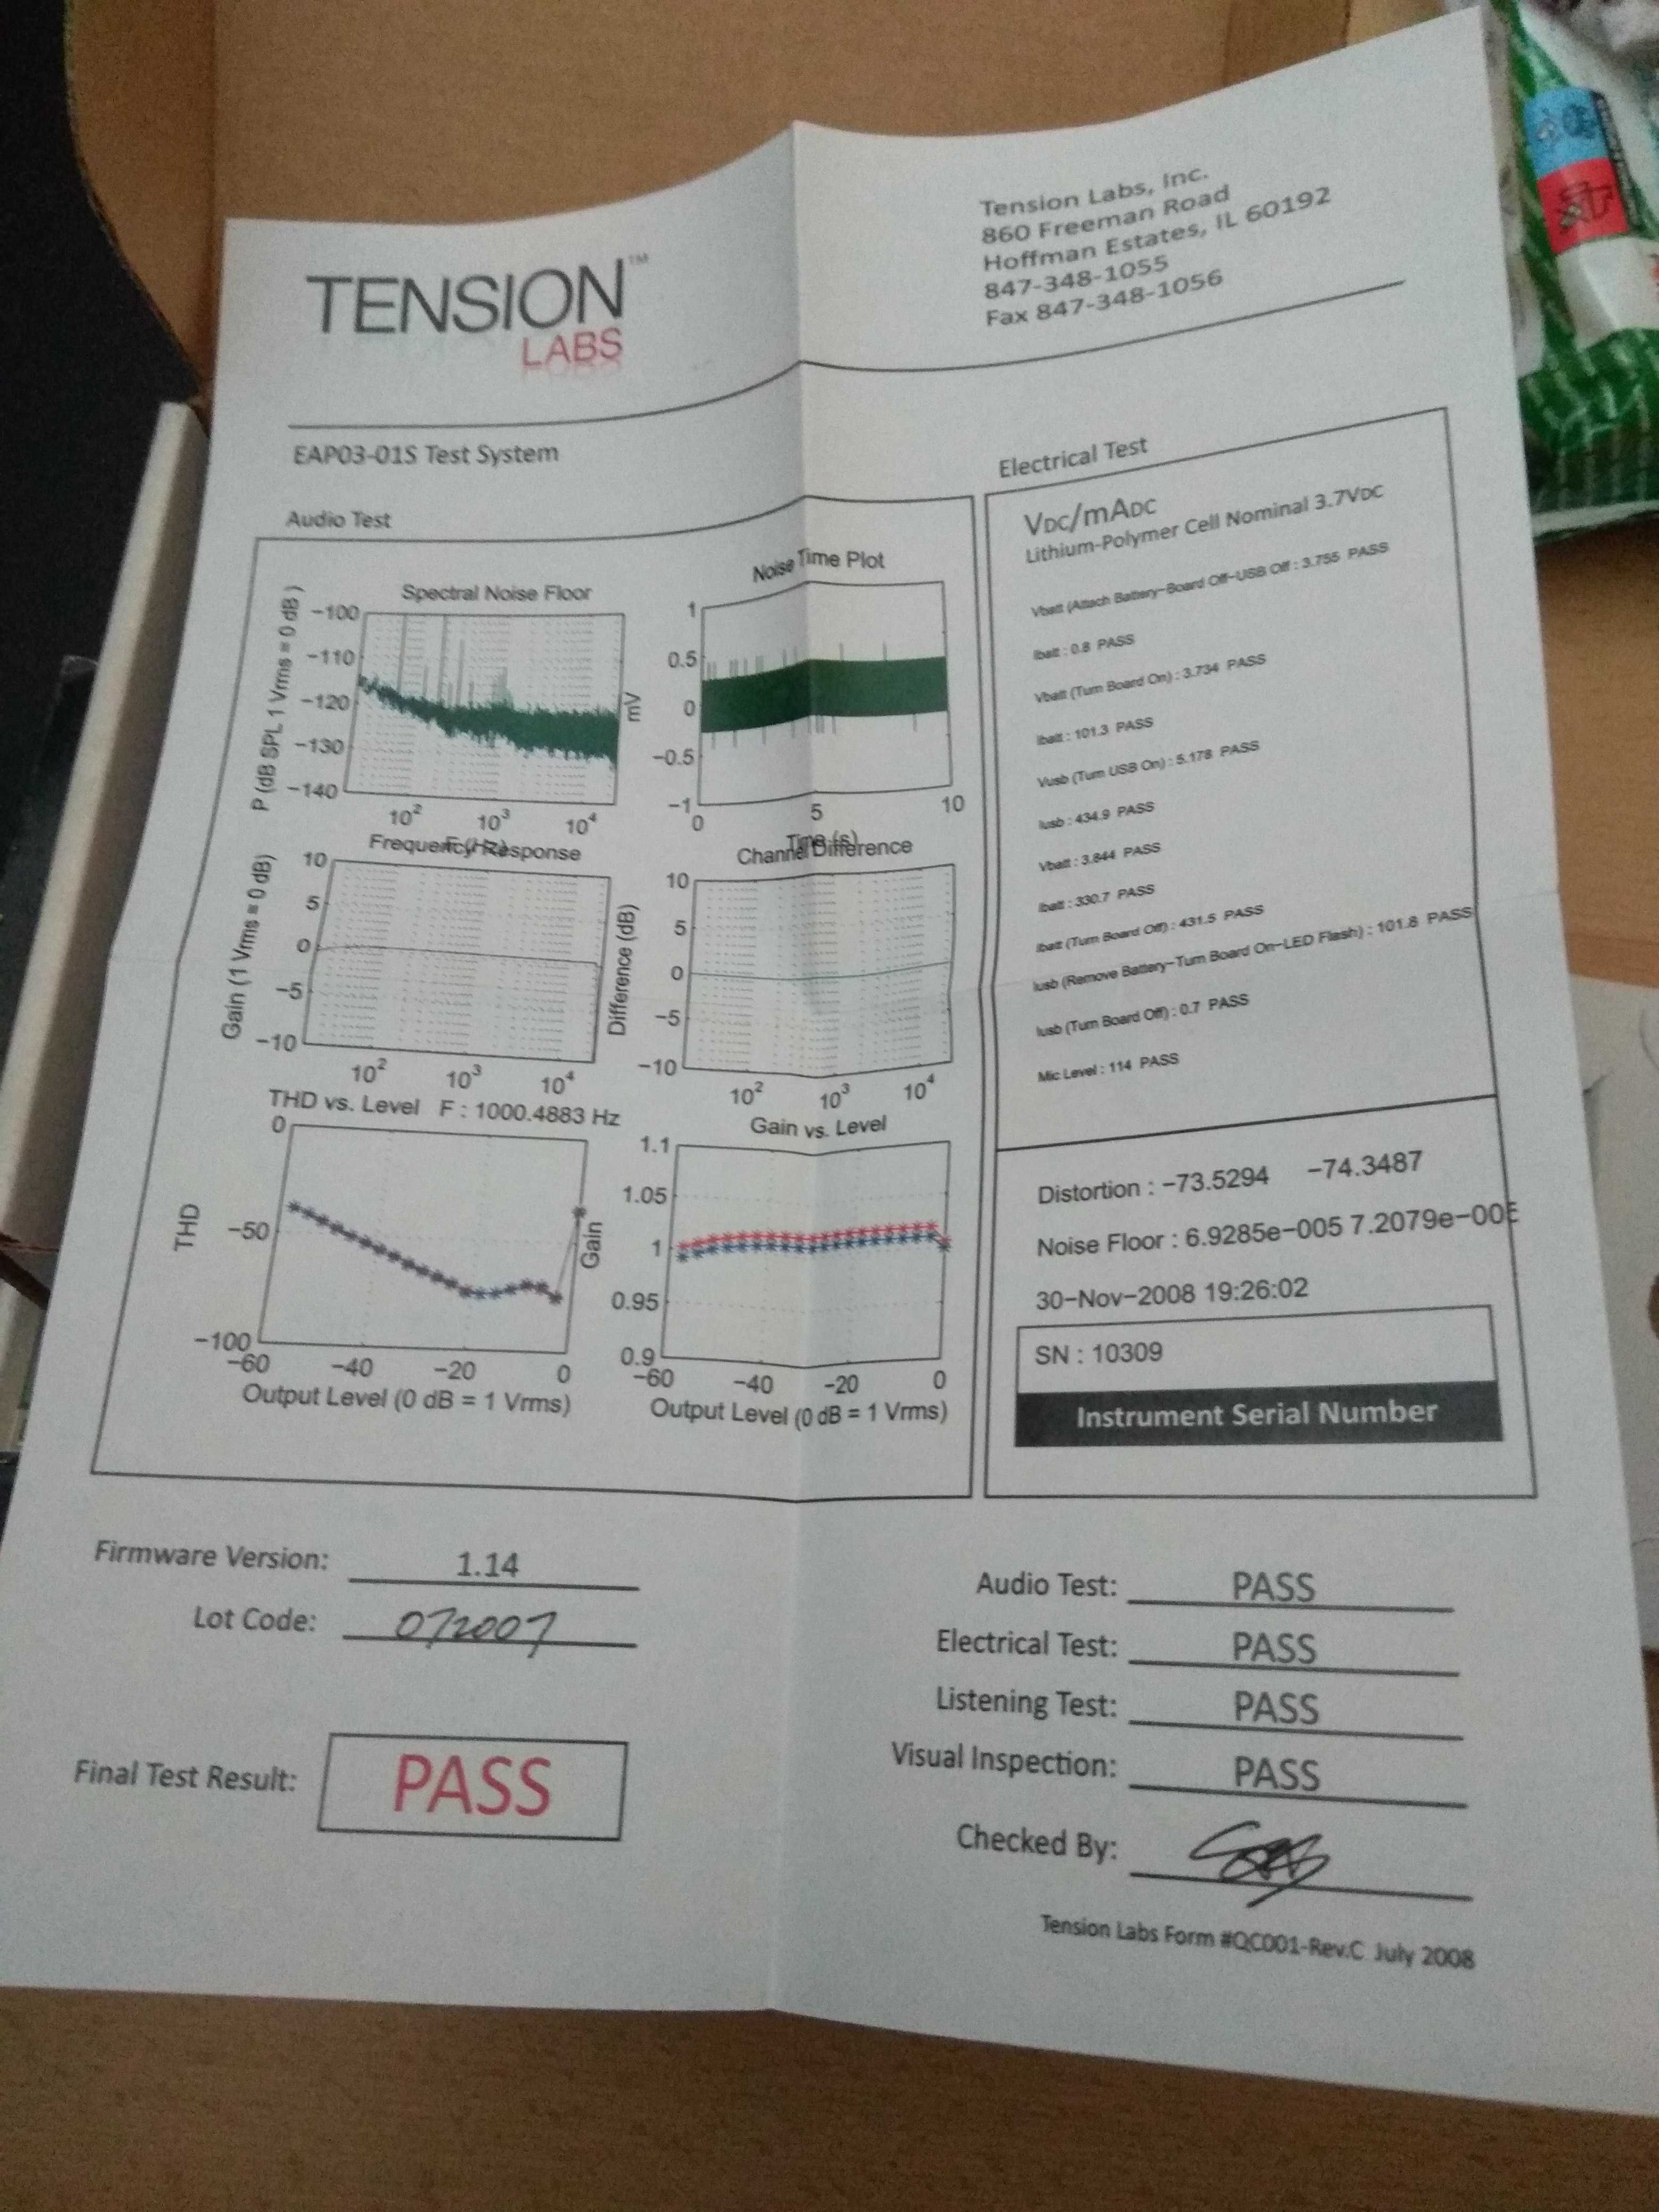 TENSION™
LABS
Tension Labs, Inc.
860 Freeman Road
Hoffman Estates, IL 60192
847-348-1055
Fax 847-348-1056
EAP03-01S Test System
Audio Test
Spectral Noise Floor
P (dB SPL 1 Vrms = 0 dB)
−100
−110
−120
−130
−140
10² 10³ 10⁴
F (Hz)
Noise Time Plot
mV
1
0.5
0
−0.5
−1
0 5 10
Time (s)
Frequency Response
Gain (1 Vrms = 0 dB)
10
5
0
−5
−10
10² 10³ 10⁴
Channel Difference
Difference (dB)
10
5
0
−5
−10
10² 10³ 10⁴
THD vs. Level F : 1000.4883 Hz
THD
0
−50
−100
−60 −40 −20 0
Output Level (0 dB = 1 Vrms)
Gain vs. Level
Gain
1.1
1.05
1
0.95
0.9
−60 −40 −20 0
Output Level (0 dB = 1 Vrms)
Electrical Test
VDC/mADC
Lithium-Polymer Cell Nominal 3.7VDC
Vbatt (Attach Battery−Board Off−USB Off : 3.755 PASS
Ibatt : 0.8 PASS
Vbatt (Turn Board On) : 3.734 PASS
Ibatt : 101.3 PASS
Vusb (Turn USB On) : 5.178 PASS
Iusb : 434.9 PASS
Vbatt : 3.844 PASS
Ibatt : 330.7 PASS
Ibatt (Turn Board Off) : 431.5 PASS
Iusb (Remove Battery−Turn Board On−LED Flash) : 101.8 PASS
Iusb (Turn Board Off) : 0.7 PASS
Mic Level : 114 PASS
Distortion : −73.5294 −74.3487
Noise Floor : 6.9285e−005 7.2079e−005
30−Nov−2008 19:26:02
SN : 10309
Instrument Serial Number
Firmware Version: 1.14
Lot Code: 072007
Final Test Result: PASS
Audio Test: PASS
Electrical Test: PASS
Listening Test: PASS
Visual Inspection: PASS
Checked By:
Tension Labs Form #QC001-Rev.C July 2008